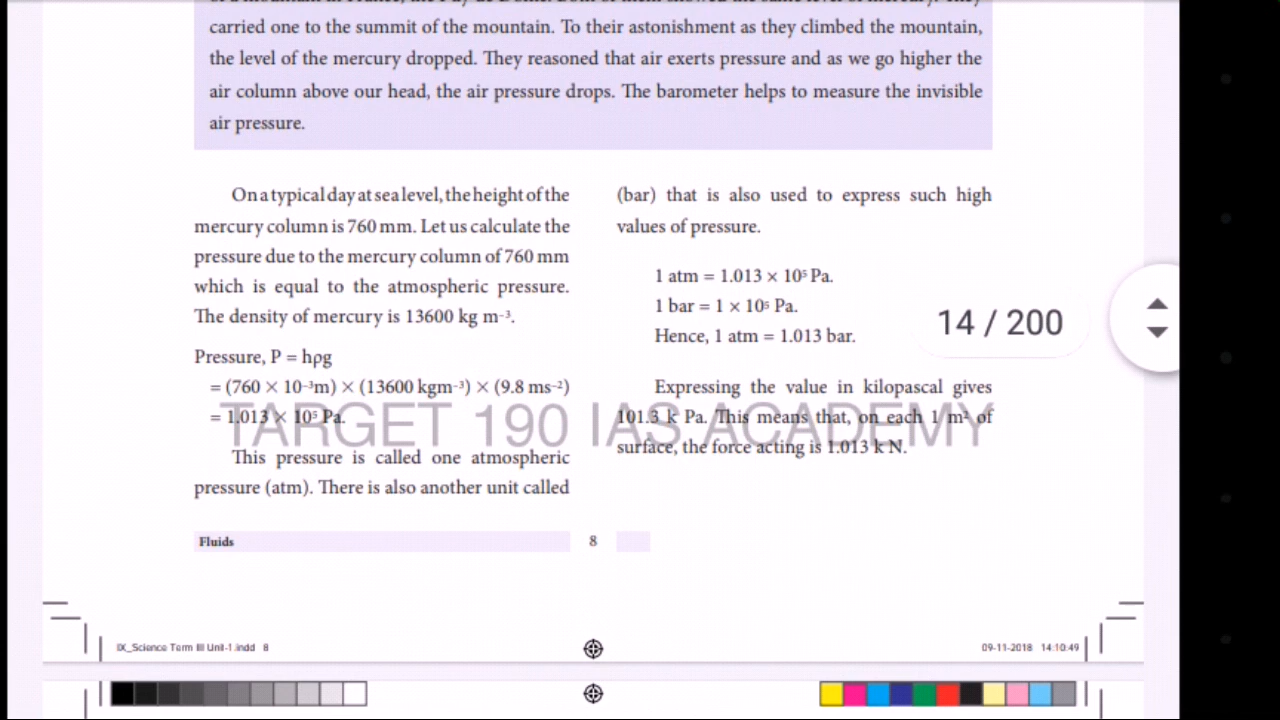 carried one to the summit of the mountain. To their astonishment as they climbed the mountain,
the level of the mercury dropped. They reasoned that air exerts pressure and as we go higher the
air column above our head, the air pressure drops. The barometer helps to measure the invisible
air pressure.
On a typical day at sea level, the height of the
mercury column is 760 mm. Let us calculate the
pressure due to the mercury column of 760 mm
which is equal to the atmospheric pressure.
The density of mercury is 13600 kg m⁻³.
Pressure, P = hρg
= (760 × 10⁻³m) × (13600 kgm⁻³) × (9.8 ms⁻²)
= 1.013 × 10⁵ Pa.
This pressure is called one atmospheric
pressure (atm). There is also another unit called
(bar) that is also used to express such high
values of pressure.
1 atm = 1.013 × 10⁵ Pa.
1 bar = 1 × 10⁵ Pa.
Hence, 1 atm = 1.013 bar.
Expressing the value in kilopascal gives
101.3 k Pa. This means that, on each 1 m² of
surface, the force acting is 1.013 k N.
14 / 200
TARGET 190 IAS ACADEMY
Fluids
8
IX_Science Term III Unit-1.indd 8
09-11-2018 14:10:49